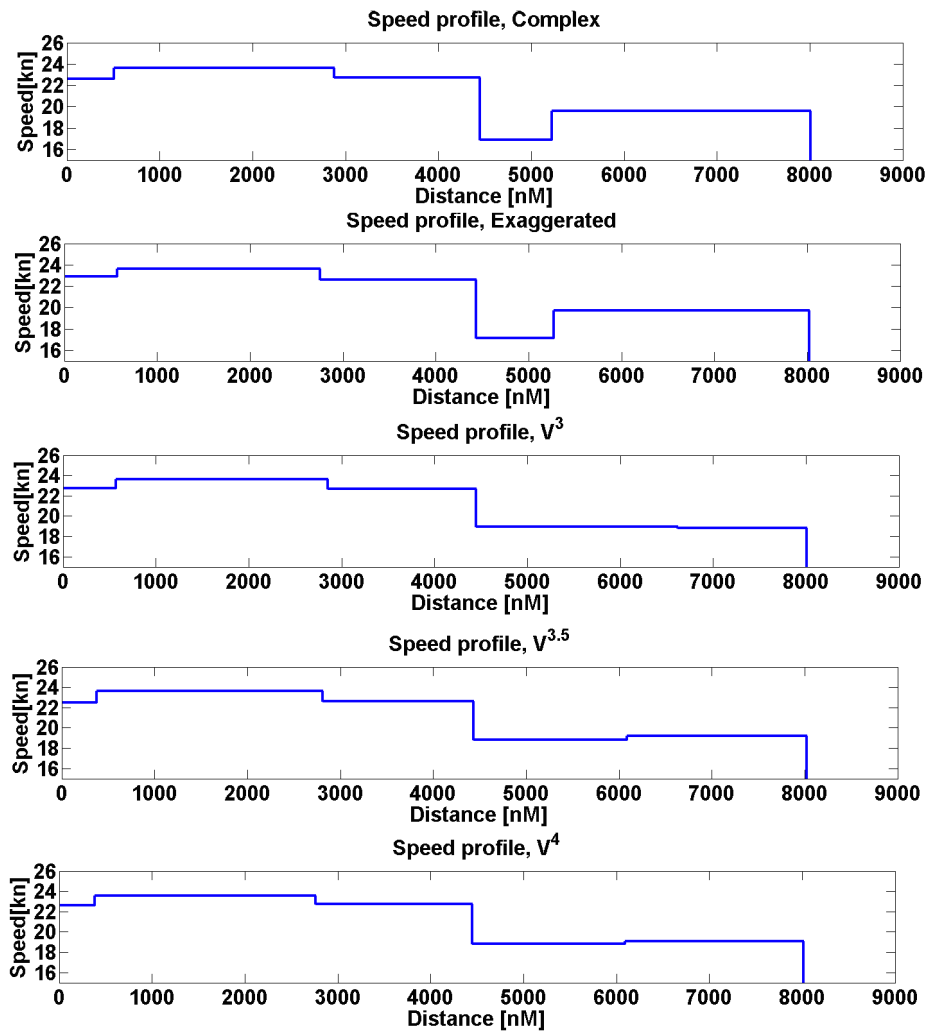 Speed profile, Complex
Speed[kn]
26
24
22
20
18
16
0 1000 2000 3000 4000 5000 6000 7000 8000 9000
Distance [nM]
Speed profile, Exaggerated
Speed[kn]
26
24
22
20
18
16
0 1000 2000 3000 4000 5000 6000 7000 8000 9000
Distance [nM]
Speed profile, V³
Speed[kn]
26
24
22
20
18
16
0 1000 2000 3000 4000 5000 6000 7000 8000 9000
Distance [nM]
Speed profile, V³·⁵
Speed[kn]
26
24
22
20
18
16
0 1000 2000 3000 4000 5000 6000 7000 8000 9000
Distance [nM]
Speed profile, V⁴
Speed[kn]
26
24
22
20
18
16
0 1000 2000 3000 4000 5000 6000 7000 8000 9000
Distance [nM]